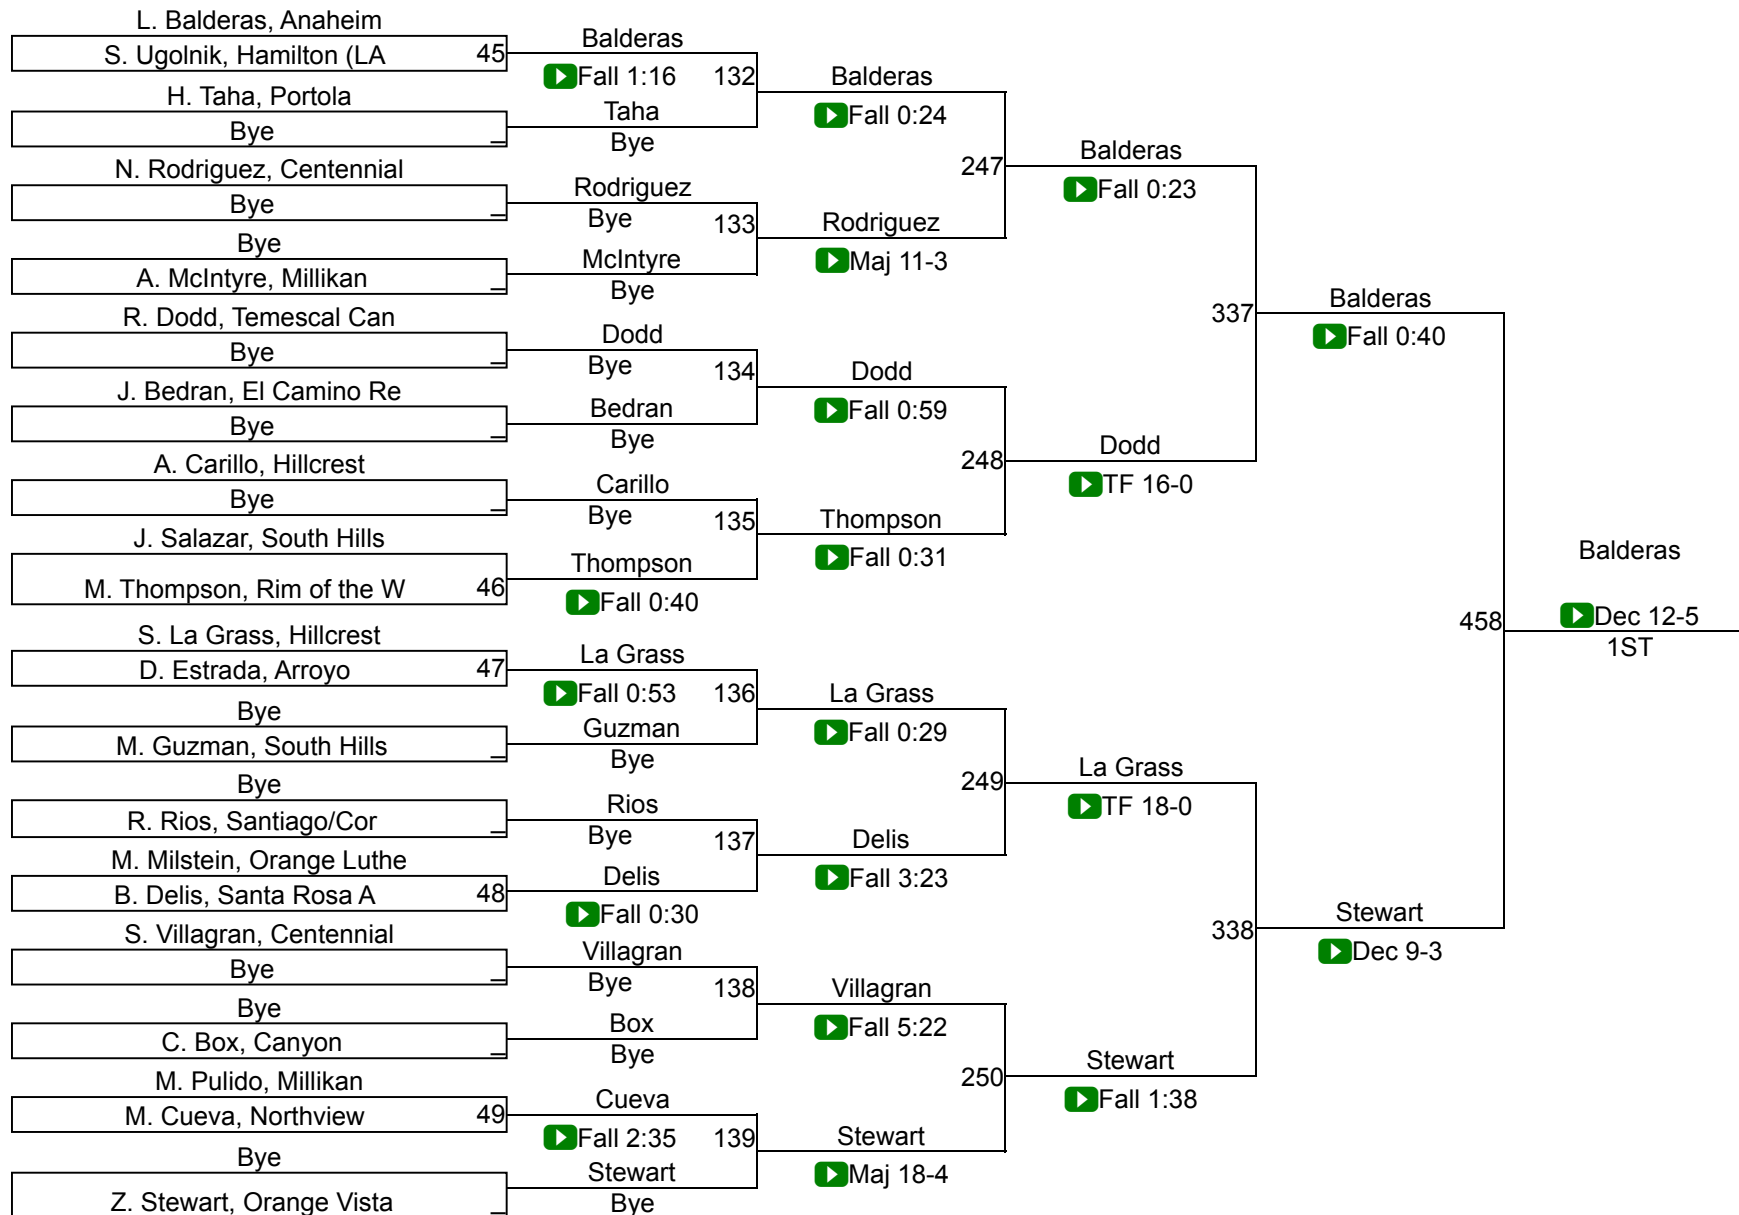 L. Balderas, Anaheim
S. Ugolnik, Hamilton (LA 45
H. Taha, Portola
Bye _
N. Rodriguez, Centennial
Bye _
Bye
A. McIntyre, Millikan _
R. Dodd, Temescal Can
Bye _
J. Bedran, El Camino Re
Bye _
A. Carillo, Hillcrest
Bye _
J. Salazar, South Hills
M. Thompson, Rim of the W 46
S. La Grass, Hillcrest
D. Estrada, Arroyo 47
Bye
M. Guzman, South Hills _
Bye
R. Rios, Santiago/Cor _
M. Milstein, Orange Luthe
B. Delis, Santa Rosa A 48
S. Villagran, Centennial
Bye _
Bye
C. Box, Canyon _
M. Pulido, Millikan
M. Cueva, Northview 49
Bye
Z. Stewart, Orange Vista _
Balderas
Fall 1:16 132
Taha
Bye
Rodriguez
Bye 133
McIntyre
Bye
Dodd
Bye 134
Bedran
Bye
Carillo
Bye 135
Thompson
Fall 0:40
La Grass
Fall 0:53 136
Guzman
Bye
Rios
Bye 137
Delis
Fall 0:30
Villagran
Bye 138
Box
Bye
Cueva
Fall 2:35 139
Stewart
Bye
Balderas
Fall 0:24
247
Rodriguez
Maj 11-3
Dodd
Fall 0:59
248
Thompson
Fall 0:31
La Grass
Fall 0:29
249
Delis
Fall 3:23
Villagran
Fall 5:22
250
Stewart
Maj 18-4
Balderas
Fall 0:23
337
Dodd
TF 16-0
La Grass
TF 18-0
338
Stewart
Fall 1:38
Balderas
Fall 0:40
458
Stewart
Dec 9-3
Balderas
Dec 12-5
1ST